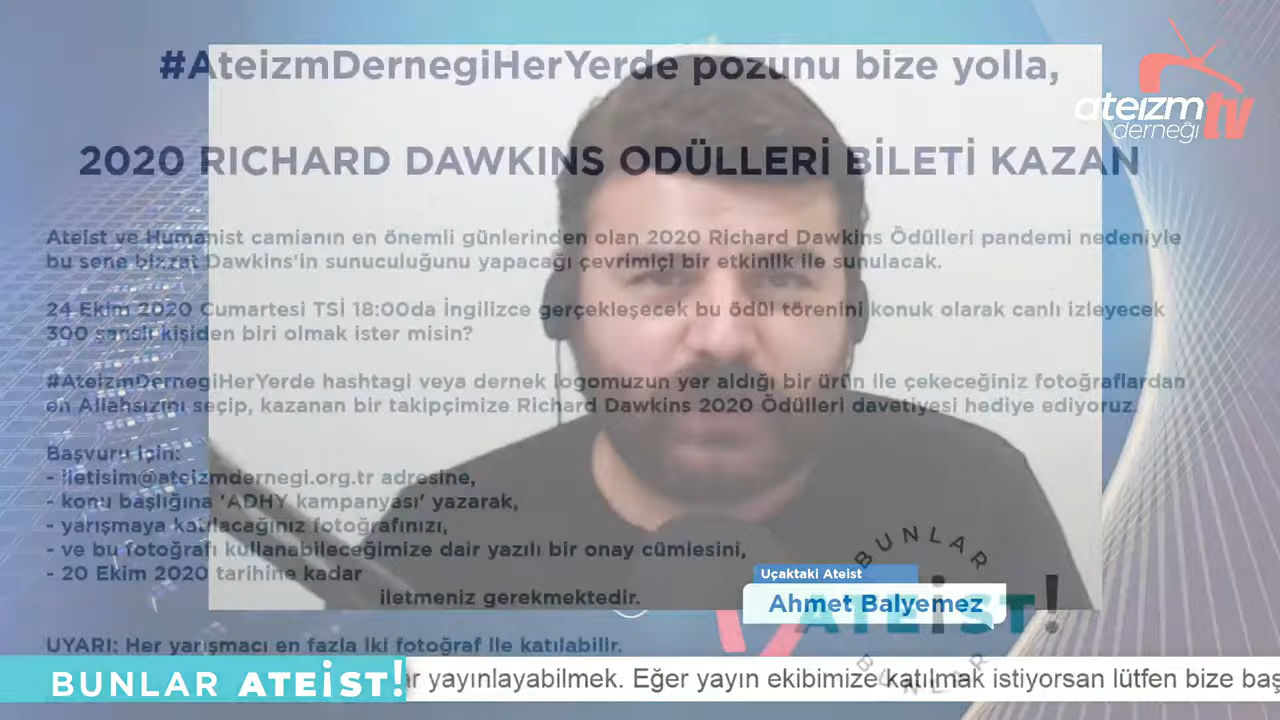 #AteizmDernegiHerYerde pozunu bize yolla,
ateizm
derneği
tv
2020 RICHARD DAWKINS ODÜLLERİ BİLETİ KAZAN
Ateist ve Humanist camianın en önemli günlerinden olan 2020 Richard Dawkins Ödülleri pandemi nedeniyle
bu sene bizzat Dawkins'in sunuculuğunu yapacağı çevrimiçi bir etkinlik ile sunulacak.
24 Ekim 2020 Cumartesi TSİ 18:00da İngilizce gerçekleşecek bu ödül törenini konuk olarak canlı izleyecek
300 şanslı kişiden biri olmak ister misin?
#AteizmDernegiHerYerde hashtagi veya dernek logomuzun yer aldığı bir ürün ile çekeceğiniz fotoğraflardan
en Allahsızını seçip, kazanan bir takipçimize Richard Dawkins 2020 Ödülleri davetiyesi hediye ediyoruz.
Başvuru için:
- iletisim@ateizmdernegi.org.tr adresine,
- konu başlığına 'ADHY kampanyası' yazarak,
- yarışmaya katılacağınız fotoğrafınızı,
- ve bu fotoğrafı kullanabileceğimize dair yazılı bir onay cümlesini,
- 20 Ekim 2020 tarihine kadar
iletmeniz gerekmektedir.
UYARI: Her yarışmacı en fazla iki fotoğraf ile katılabilir.
BUNLAR
Uçaktaki Ateist
Ahmet Balyemez
ATEİST!
BUNLAR
BUNLAR ATEİST!
yayınlayabilmek. Eğer yayın ekibimize katılmak istiyorsan lütfen bize baş